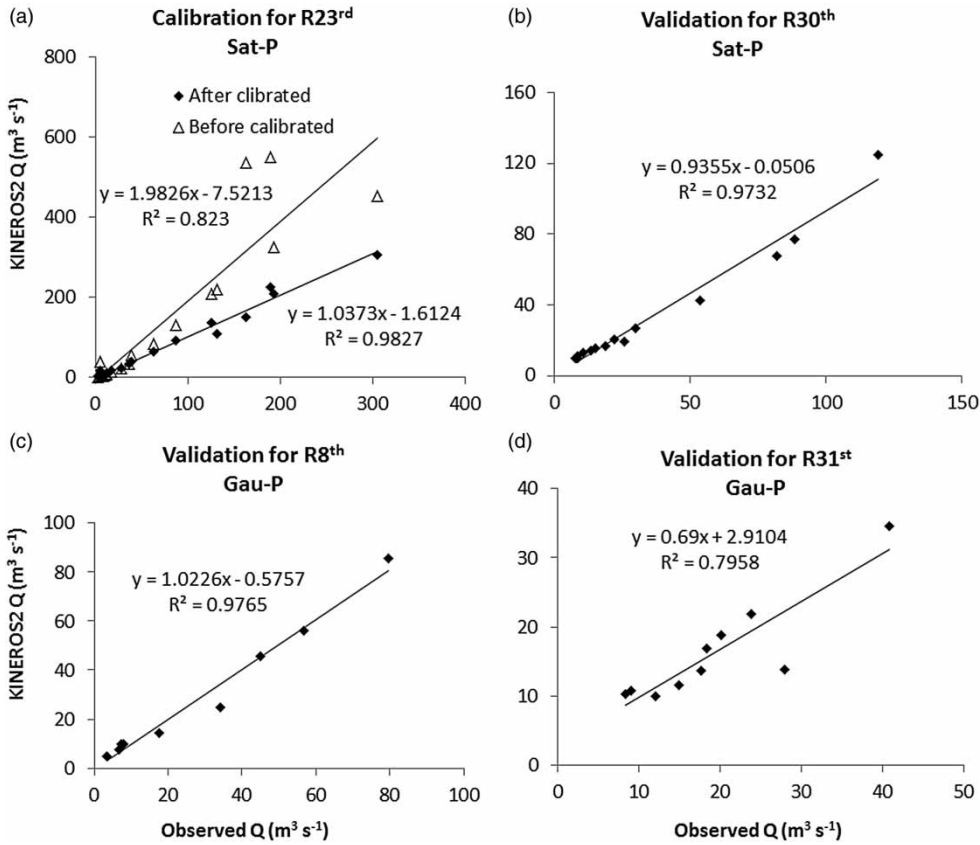 (a)
Calibration for R23rd
Sat-P
800
600
400
200
0
0
100
200
300
400
KINEROS2 Q (m³ s⁻¹)
◆ After clibrated
△ Before calibrated
y = 1.9826x - 7.5213
R² = 0.823
y = 1.0373x - 1.6124
R² = 0.9827
(b)
Validation for R30th
Sat-P
160
120
80
40
0
0
50
100
150
y = 0.9355x - 0.0506
R² = 0.9732
(c)
Validation for R8th
Gau-P
100
80
60
40
20
0
0
20
40
60
80
100
KINEROS2 Q (m³ s⁻¹)
Observed Q (m³ s⁻¹)
y = 1.0226x - 0.5757
R² = 0.9765
(d)
Validation for R31st
Gau-P
40
30
20
10
0
0
10
20
30
40
50
Observed Q (m³ s⁻¹)
y = 0.69x + 2.9104
R² = 0.7958